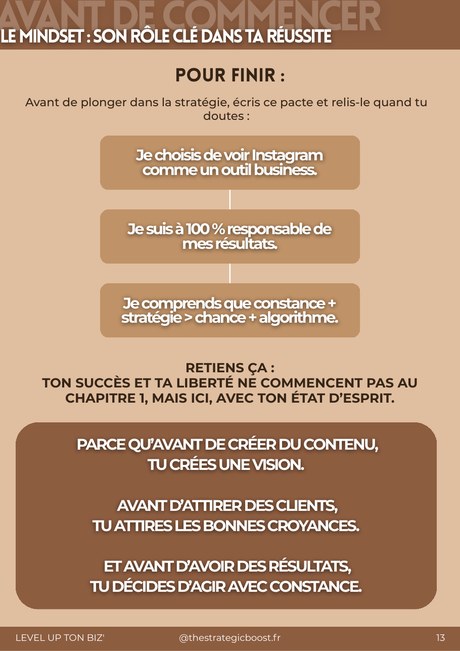 AVANT DE COMMENCER
LE MINDSET : SON RÔLE CLÉ DANS TA RÉUSSITE
POUR FINIR :
Avant de plonger dans la stratégie, écris ce pacte et relis-le quand tu
doutes :
Je choisis de voir Instagram
comme un outil business.
Je suis à 100 % responsable de
mes résultats.
Je comprends que constance +
stratégie > chance + algorithme.
RETIENS ÇA :
TON SUCCÈS ET TA LIBERTÉ NE COMMENCENT PAS AU
CHAPITRE 1, MAIS ICI, AVEC TON ÉTAT D’ESPRIT.
PARCE QU’AVANT DE CRÉER DU CONTENU,
TU CRÉES UNE VISION.
AVANT D’ATTIRER DES CLIENTS,
TU ATTIRES LES BONNES CROYANCES.
ET AVANT D’AVOIR DES RÉSULTATS,
TU DÉCIDES D’AGIR AVEC CONSTANCE.
LEVEL UP TON BIZ' @thestrategicboost.fr 13